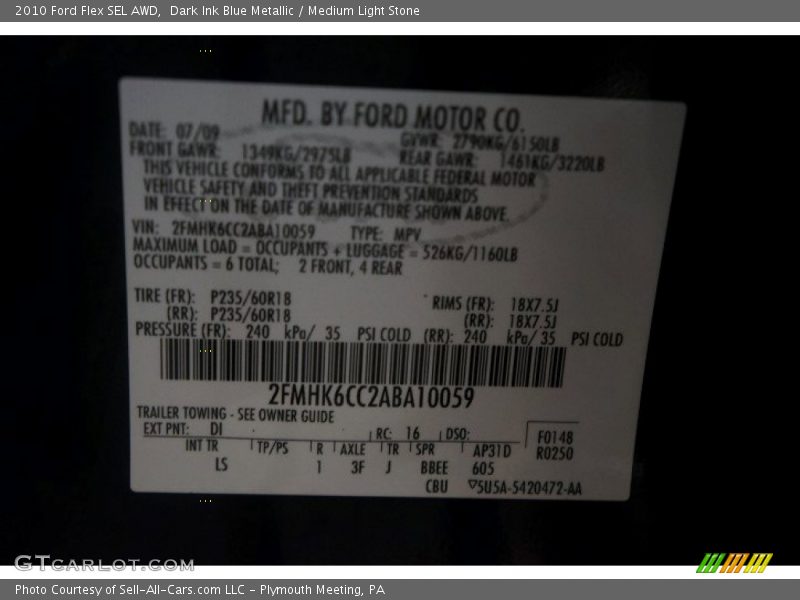 2010 Ford Flex SEL AWD,  Dark Ink Blue Metallic / Medium Light Stone
MFD. BY FORD MOTOR CO.
DATE: 07/09 GVWR: 2790KG/6150LB
FRONT GAWR: 1349KG/2975LB REAR GAWR: 1461KG/3220LB
THIS VEHICLE CONFORMS TO ALL APPLICABLE FEDERAL MOTOR
VEHICLE SAFETY AND THEFT PREVENTION STANDARDS
IN EFFECT ON THE DATE OF MANUFACTURE SHOWN ABOVE.
VIN: 2FMHK6CC2ABA10059 TYPE: MPV
MAXIMUM LOAD = OCCUPANTS + LUGGAGE = 526KG/1160LB
OCCUPANTS = 6 TOTAL; 2 FRONT, 4 REAR
TIRE (FR): P235/60R18 RIMS (FR): 18X7.5J
(RR): P235/60R18 (RR): 18X7.5J
PRESSURE (FR): 240 kPa/ 35 PSI COLD (RR): 240 kPa/ 35 PSI COLD
2FMHK6CC2ABA10059
TRAILER TOWING - SEE OWNER GUIDE
EXT PNT: DI RC: 16 DSO: F0148
INT TR TP/PS R AXLE TR SPR AP31D R0250
LS 1 3F J BBEE 605
CBU ▽5U5A-5420472-AA
GTCARLOT.COM
Photo Courtesy of Sell-All-Cars.com LLC - Plymouth Meeting, PA